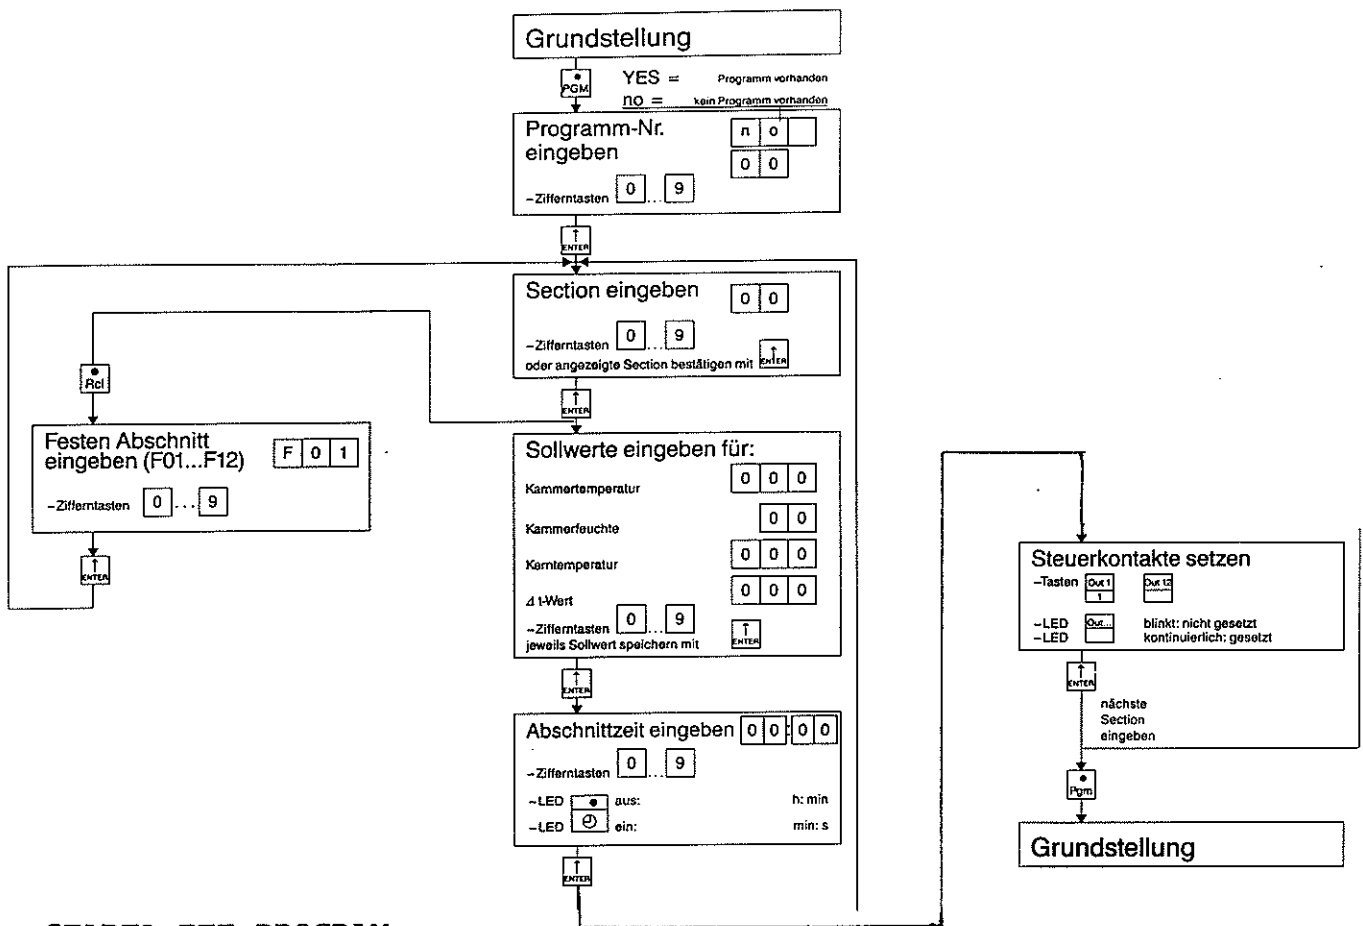 Grundstellung
PGM
YES = Programm vorhanden
no = kein Programm vorhanden
Programm-Nr.
eingeben
n o
0 0
–Zifferntasten 0 ... 9
ENTER
Section eingeben 0 0
–Zifferntasten 0 ... 9
oder angezeigte Section bestätigen mit ENTER
ENTER
Rcl
Festen Abschnitt
eingeben (F01...F12) F 0 1
–Zifferntasten 0 ... 9
ENTER
Sollwerte eingeben für:
Kammertemperatur 0 0 0
Kammerfeuchte 0 0
Kerntemperatur 0 0 0
Δ t-Wert 0 0 0
–Zifferntasten 0 ... 9
jeweils Sollwert speichern mit ENTER
ENTER
Abschnittzeit eingeben 0 0 : 0 0
–Zifferntasten 0 ... 9
–LED aus: h: min
–LED ein: min: s
ENTER
Steuerkontakte setzen
–Tasten Out 1 Out 12
1
–LED Out... blinkt: nicht gesetzt
–LED kontinuierlich: gesetzt
ENTER
nächste
Section
eingeben
Pgm
Grundstellung